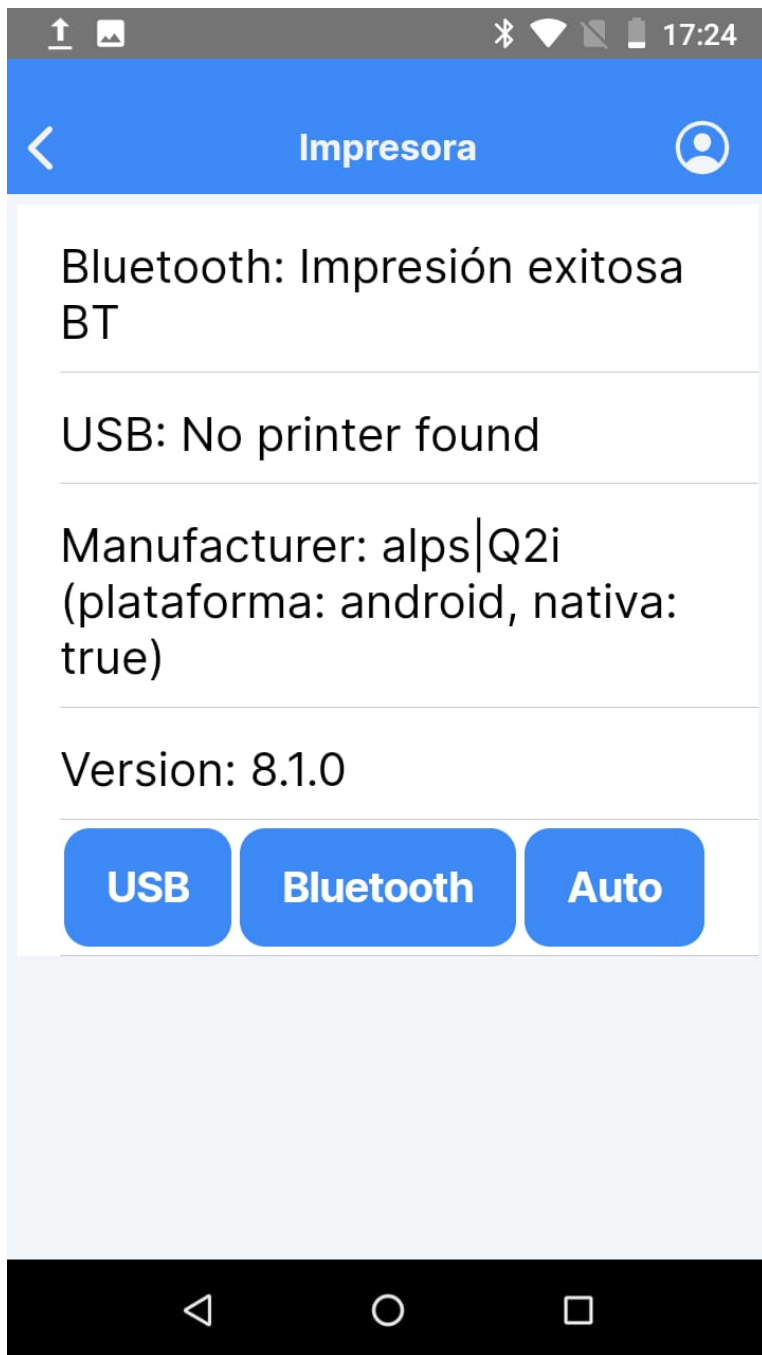 17:24
Impresora
Bluetooth: Impresión exitosa
BT
USB: No printer found
Manufacturer: alps|Q2i
(plataforma: android, nativa:
true)
Version: 8.1.0
USB Bluetooth Auto